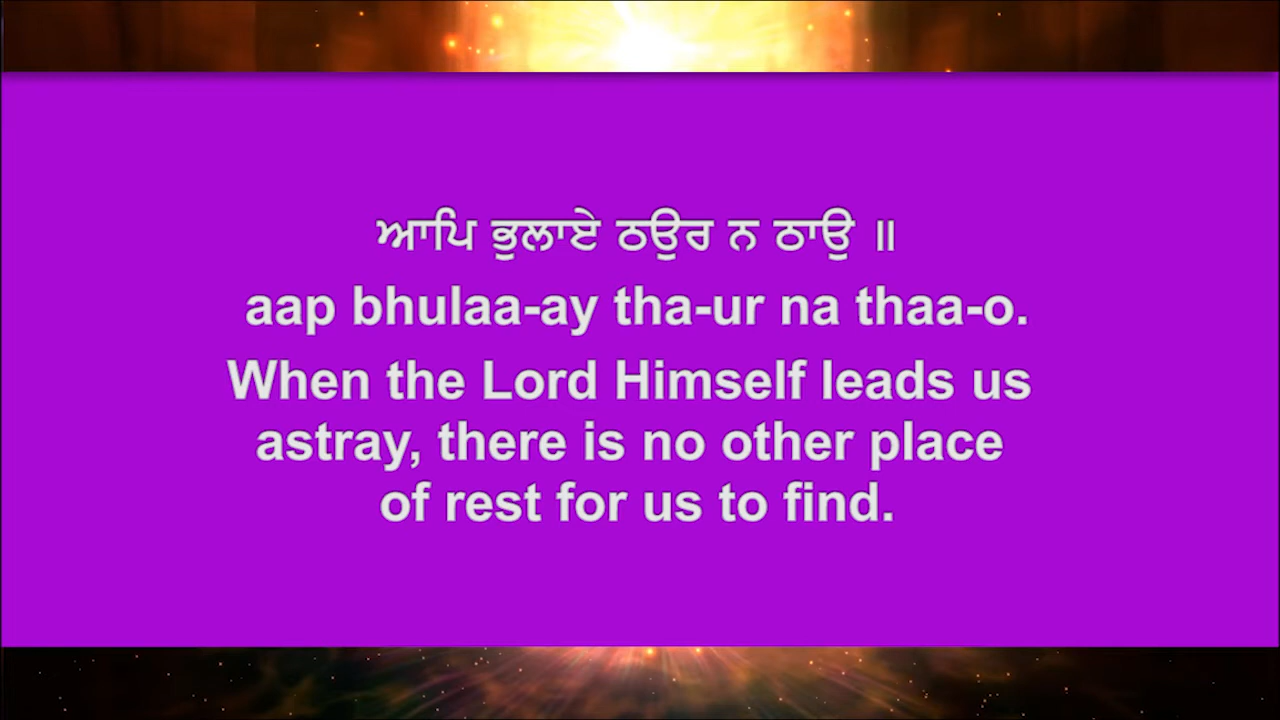 ਆਪਿ ਭੁਲਾਏ ਠਉਰ ਨ ਠਾਉ ॥
aap bhulaa-ay tha-ur na thaa-o.
When the Lord Himself leads us
astray, there is no other place
of rest for us to find.